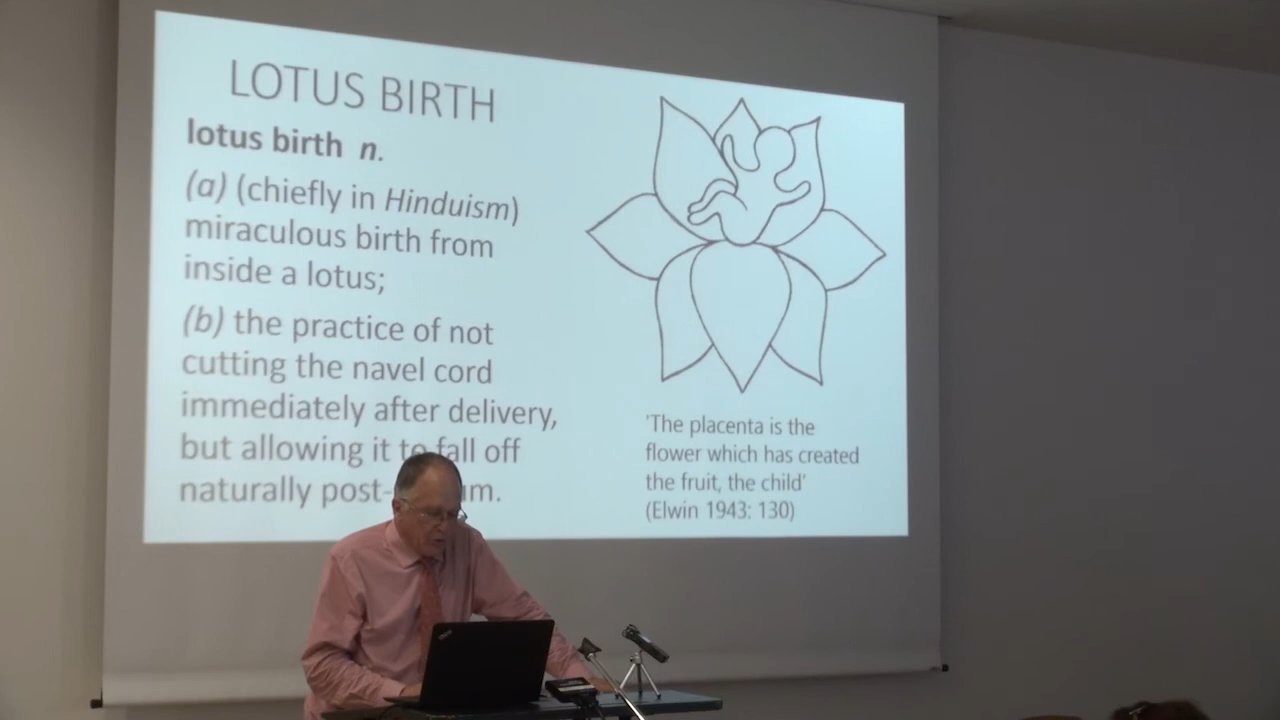 LOTUS BIRTH
lotus birth n.
(a) (chiefly in Hinduism)
miraculous birth from
inside a lotus;
(b) the practice of not
cutting the navel cord
immediately after delivery,
but allowing it to fall off
naturally post-
'The placenta is the
flower which has created
the fruit, the child'
(Elwin 1943: 130)